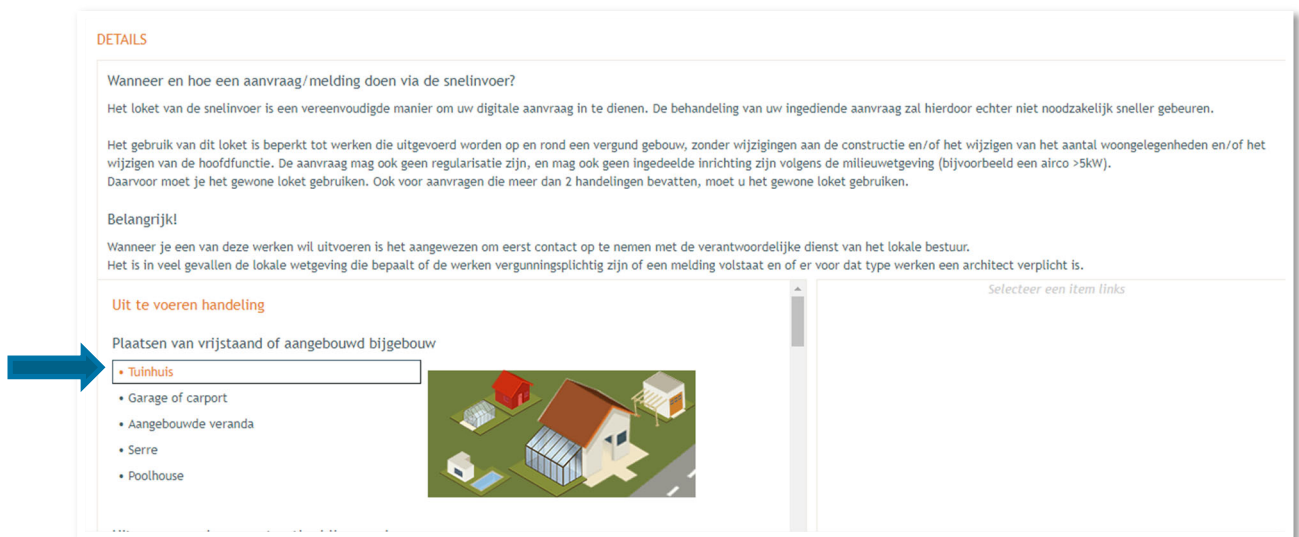 DETAILS
Wanneer en hoe een aanvraag/melding doen via de snelinvoer?
Het loket van de snelinvoer is een vereenvoudigde manier om uw digitale aanvraag in te dienen. De behandeling van uw ingediende aanvraag zal hierdoor echter niet noodzakelijk sneller gebeuren.
Het gebruik van dit loket is beperkt tot werken die uitgevoerd worden op en rond een vergund gebouw, zonder wijzigingen aan de constructie en/of het wijzigen van het aantal woongelegenheden en/of het
wijzigen van de hoofdfunctie. De aanvraag mag ook geen regularisatie zijn, en mag ook geen ingedeelde inrichting zijn volgens de milieuwetgeving (bijvoorbeeld een airco >5kW).
Daarvoor moet je het gewone loket gebruiken. Ook voor aanvragen die meer dan 2 handelingen bevatten, moet u het gewone loket gebruiken.
Belangrijk!
Wanneer je een van deze werken wil uitvoeren is het aangewezen om eerst contact op te nemen met de verantwoordelijke dienst van het lokale bestuur.
Het is in veel gevallen de lokale wetgeving die bepaalt of de werken vergunningsplichtig zijn of een melding volstaat en of er voor dat type werken een architect verplicht is.
Uit te voeren handeling
Selecteer een item links
Plaatsen van vrijstaand of aangebouwd bijgebouw
• Tuinhuis
• Garage of carport
• Aangebouwde veranda
• Serre
• Poolhouse